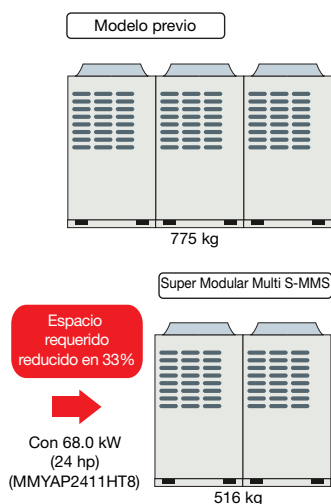 Modelo previo
775 kg
Super Modular Multi S-MMS
Espacio
requerido
reducido en 33%
Con 68.0 kW
(24 hp)
(MMYAP2411HT8)
516 kg